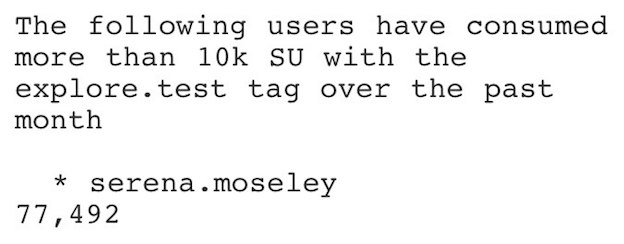 The following users have consumed
more than 10k SU with the
explore.test tag over the past
month
* serena.moseley
77,492